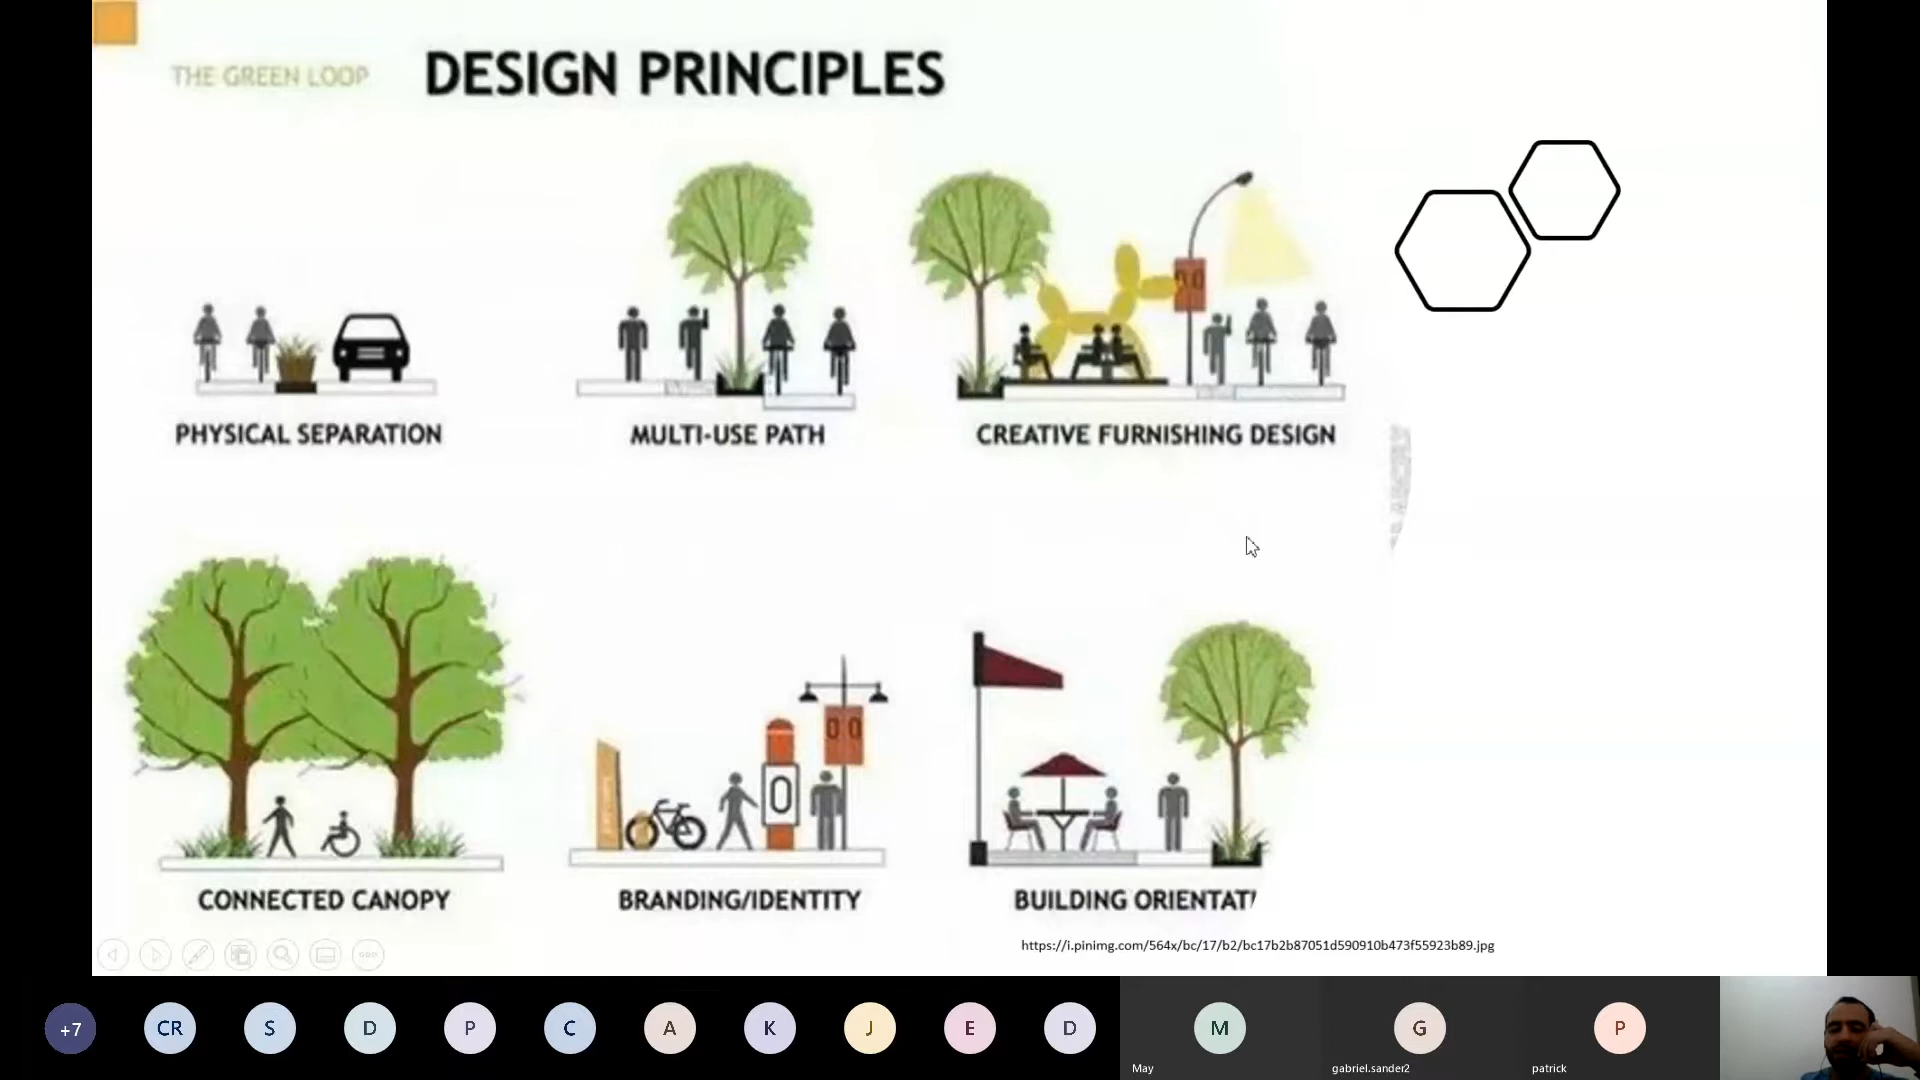 THE GREEN LOOP
DESIGN PRINCIPLES
PHYSICAL SEPARATION
MULTI-USE PATH
CREATIVE FURNISHING DESIGN
CONNECTED CANOPY
BRANDING/IDENTITY
BUILDING ORIENTATI
https://i.pinimg.com/564x/bc/17/b2/bc17b2b87051d590910b473f55923b89.jpg
+7
CR
S
D
P
C
A
K
J
E
D
M
G
P
May
gabriel.sander2
patrick